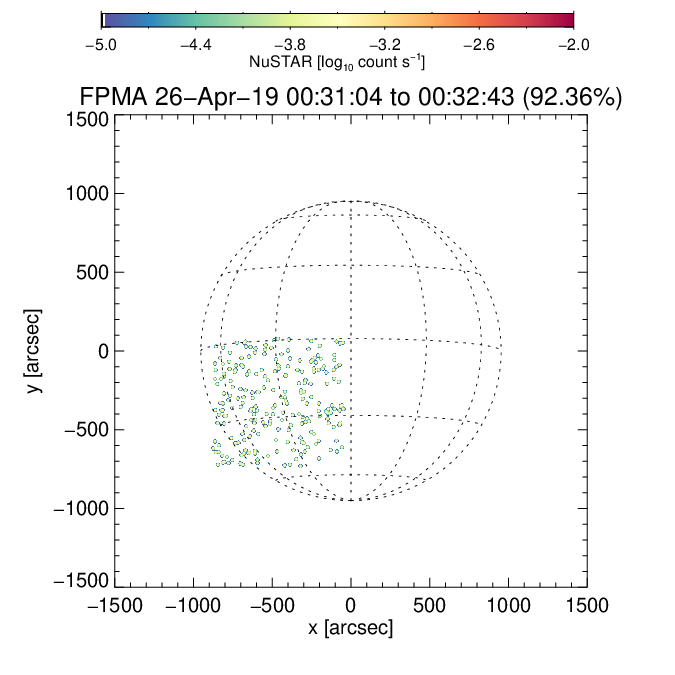 −5.0 −4.4 −3.8 −3.2 −2.6 −2.0
NuSTAR [log₁₀ count s⁻¹]
FPMA 26−Apr−19 00:31:04 to 00:32:43 (92.36%)
1500
1000
500
0
−500
−1000
−1500
y [arcsec]
−1500 −1000 −500 0 500 1000 1500
x [arcsec]